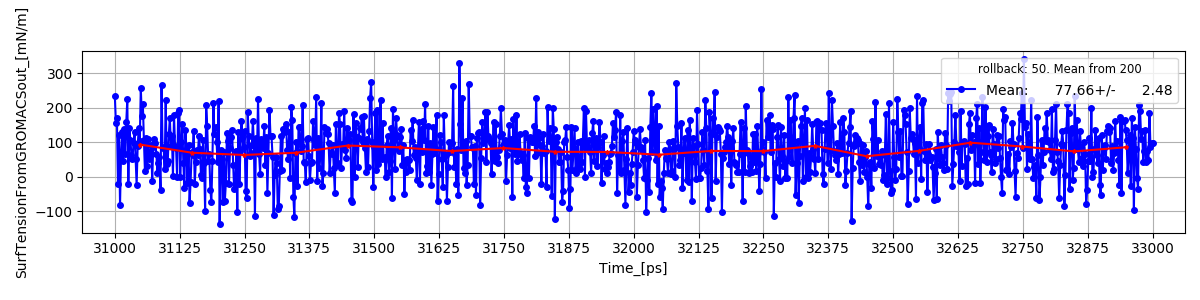 SurfTensionFromGROMACSout_[mN/m]
300
200
100
0
−100
rollback: 50. Mean from 200
Mean: 77.66+/- 2.48
31000 31125 31250 31375 31500 31625 31750 31875 32000 32125 32250 32375 32500 32625 32750 32875 33000
Time_[ps]